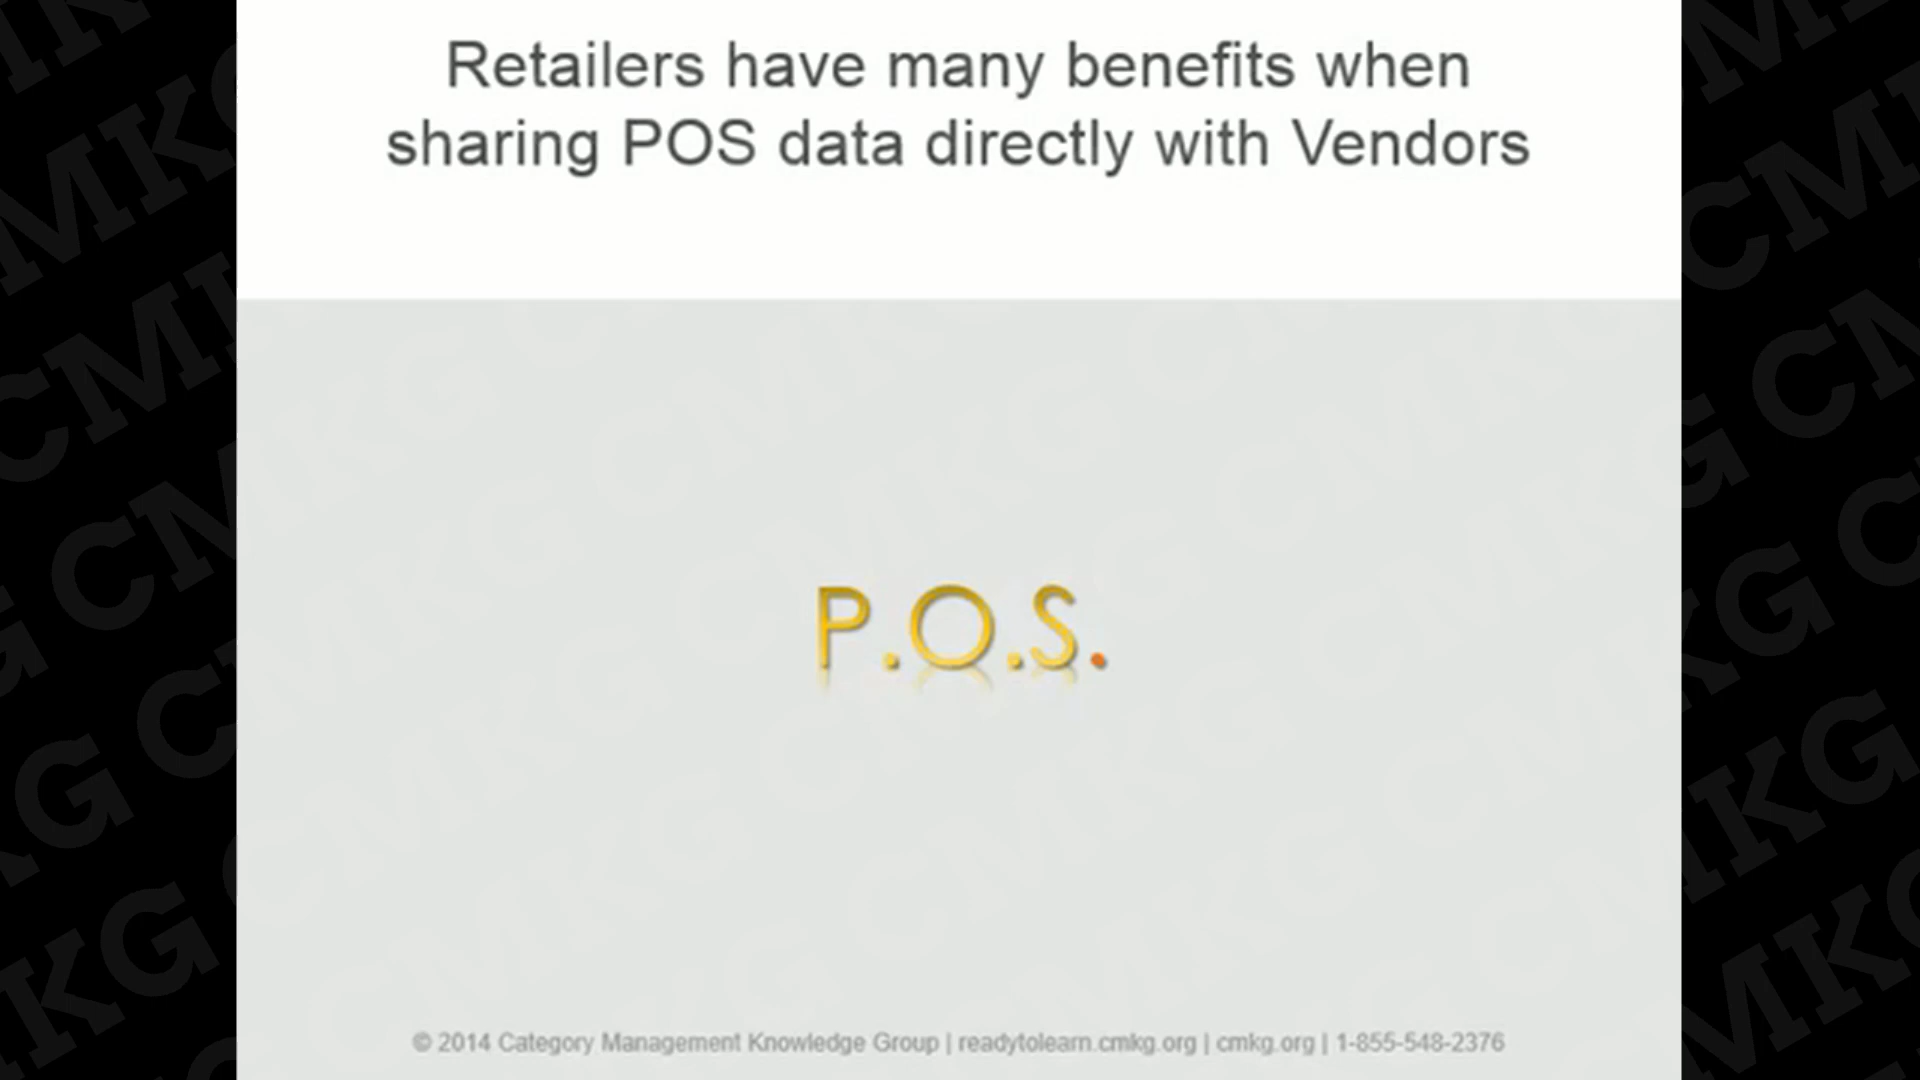 Retailers have many benefits when
sharing POS data directly with Vendors
P.O.S.
© 2014 Category Management Knowledge Group | readytolearn.cmkg.org | cmkg.org | 1-855-548-2376